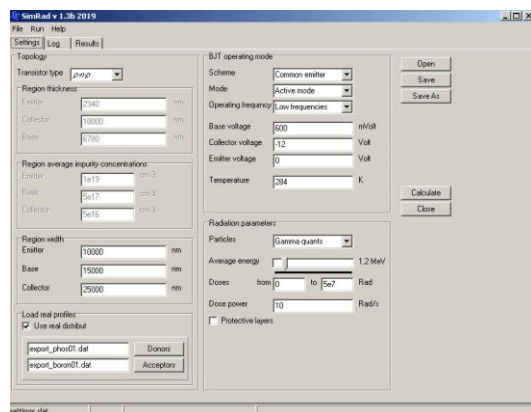 SimRad v 1.3b 2019
File Run Help
Settings Log Results
Topology
Transistor type p-n-p
Region thickness
Emitter 2340 nm
Collector 10000 nm
Base 6780 nm
Region average impurity concentrations
Emitter 1e19 cm-3
Base 6e17 cm-3
Collector 5e16 cm-3
Region width
Emitter 10000 nm
Base 15000 nm
Collector 25000 nm
Load real profiles
Use real distribut
export_phos01.dat Donors
export_boron01.dat Acceptors
BJT operating mode
Scheme Common emitter
Mode Active mode
Operating frequncy Low frequencies
Base voltage 600 mVolt
Collector voltage -12 Volt
Emitter voltage 0 Volt
Temperature 284 K
Radiation parameters
Particles Gamma quants
Average energy 1.2 MeV
Doses from 0 to 5e7 Rad
Dose power 10 Rad/s
Protective layers
Open
Save
Save As
Calculate
Close
settings.dat